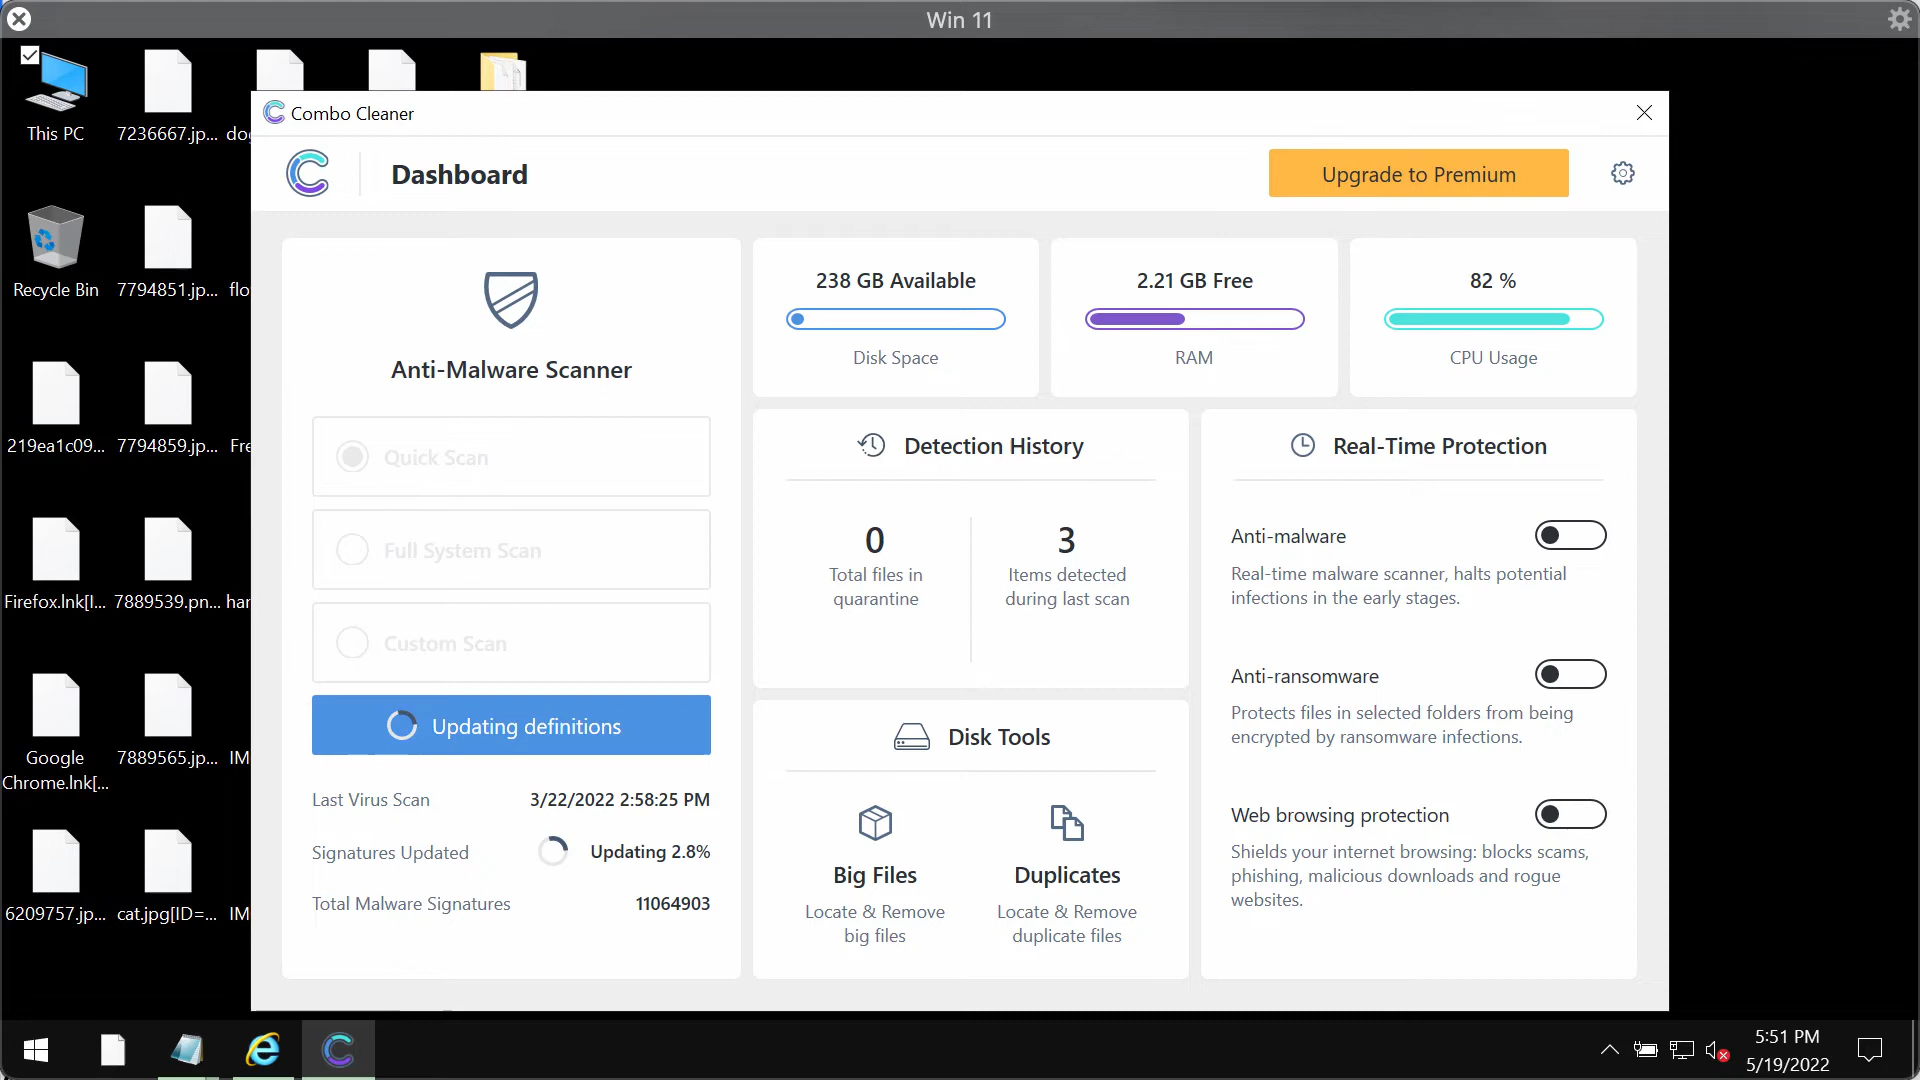 Win 11
This PC
7236667.jp...
Recycle Bin
7794851.jp...
flo
219ea1c09...
7794859.jp...
Fre
Firefox.lnk[I...
7889539.pn...
har
Google
Chrome.lnk[...
7889565.jp...
IM
6209757.jp...
cat.jpg[ID=...
IM
Combo Cleaner
Dashboard
Upgrade to Premium
Anti-Malware Scanner
Quick Scan
Full System Scan
Custom Scan
Updating definitions
Last Virus Scan
3/22/2022 2:58:25 PM
Signatures Updated
Updating 2.8%
Total Malware Signatures
11064903
238 GB Available
Disk Space
2.21 GB Free
RAM
82 %
CPU Usage
Detection History
0
Total files in
quarantine
3
Items detected
during last scan
Disk Tools
Big Files
Locate & Remove
big files
Duplicates
Locate & Remove
duplicate files
Real-Time Protection
Anti-malware
Real-time malware scanner, halts potential
infections in the early stages.
Anti-ransomware
Protects files in selected folders from being
encrypted by ransomware infections.
Web browsing protection
Shields your internet browsing: blocks scams,
phishing, malicious downloads and rogue
websites.
5:51 PM
5/19/2022